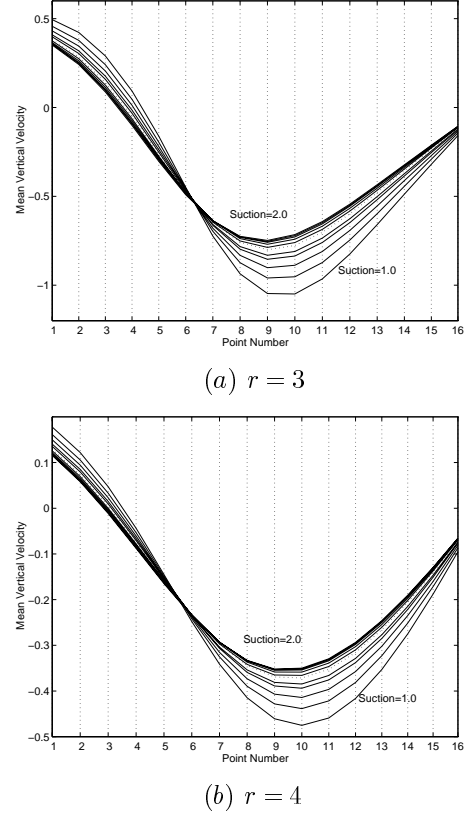 0.5
0
−0.5
−1
Mean Vertical Velocity
Suction=2.0
Suction=1.0
1 2 3 4 5 6 7 8 9 10 11 12 13 14 15 16
Point Number
(a) r = 3
0.1
0
−0.1
−0.2
−0.3
−0.4
−0.5
Mean Vertical Velocity
Suction=2.0
Suction=1.0
1 2 3 4 5 6 7 8 9 10 11 12 13 14 15 16
Point Number
(b) r = 4